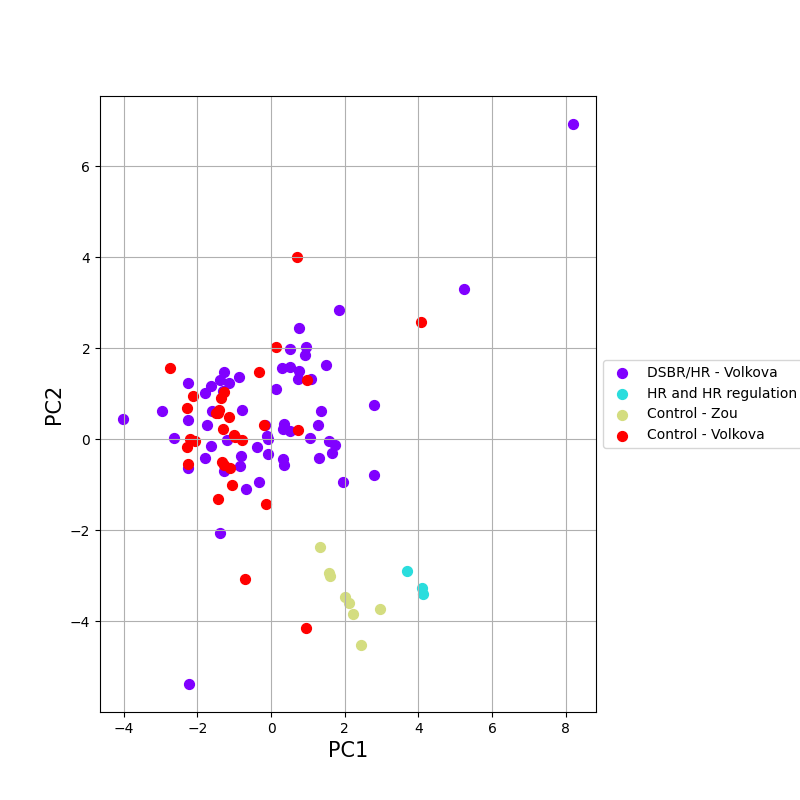 6
4
2
0
−2
−4
PC2
−4
−2
0
2
4
6
8
PC1
DSBR/HR - Volkova
HR and HR regulation
Control - Zou
Control - Volkova